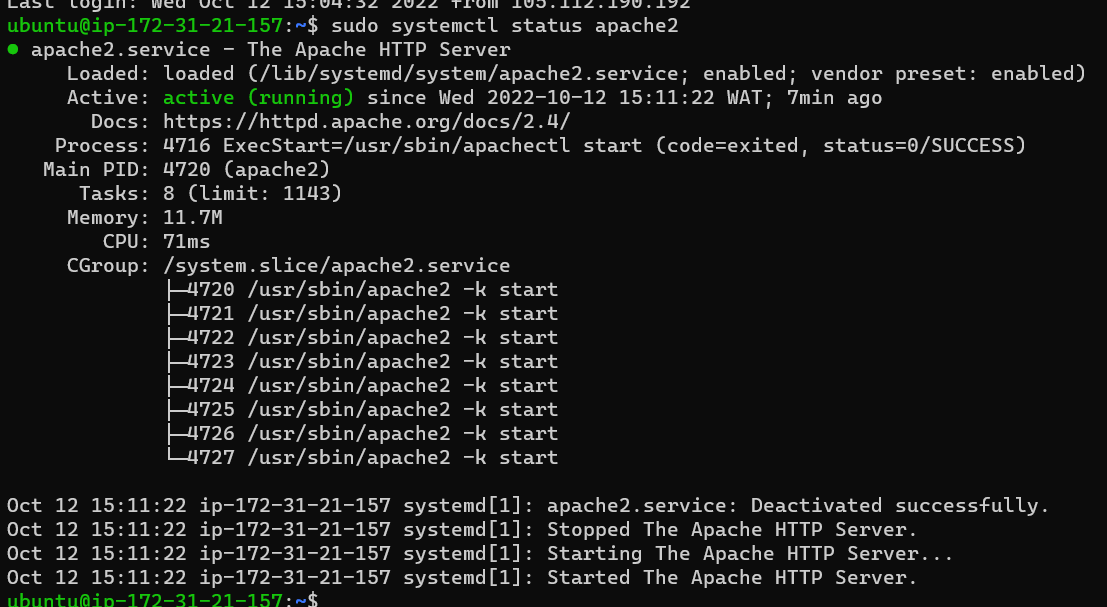 Last login: Wed Oct 12 15:04:32 2022 from 105.112.190.192
ubuntu@ip-172-31-21-157:~$ sudo systemctl status apache2
● apache2.service - The Apache HTTP Server
     Loaded: loaded (/lib/systemd/system/apache2.service; enabled; vendor preset: enabled)
     Active: active (running) since Wed 2022-10-12 15:11:22 WAT; 7min ago
       Docs: https://httpd.apache.org/docs/2.4/
    Process: 4716 ExecStart=/usr/sbin/apachectl start (code=exited, status=0/SUCCESS)
   Main PID: 4720 (apache2)
      Tasks: 8 (limit: 1143)
     Memory: 11.7M
        CPU: 71ms
     CGroup: /system.slice/apache2.service
             ├─4720 /usr/sbin/apache2 -k start
             ├─4721 /usr/sbin/apache2 -k start
             ├─4722 /usr/sbin/apache2 -k start
             ├─4723 /usr/sbin/apache2 -k start
             ├─4724 /usr/sbin/apache2 -k start
             ├─4725 /usr/sbin/apache2 -k start
             ├─4726 /usr/sbin/apache2 -k start
             └─4727 /usr/sbin/apache2 -k start
Oct 12 15:11:22 ip-172-31-21-157 systemd[1]: apache2.service: Deactivated successfully.
Oct 12 15:11:22 ip-172-31-21-157 systemd[1]: Stopped The Apache HTTP Server.
Oct 12 15:11:22 ip-172-31-21-157 systemd[1]: Starting The Apache HTTP Server...
Oct 12 15:11:22 ip-172-31-21-157 systemd[1]: Started The Apache HTTP Server.
ubuntu@ip-172-31-21-157:~$